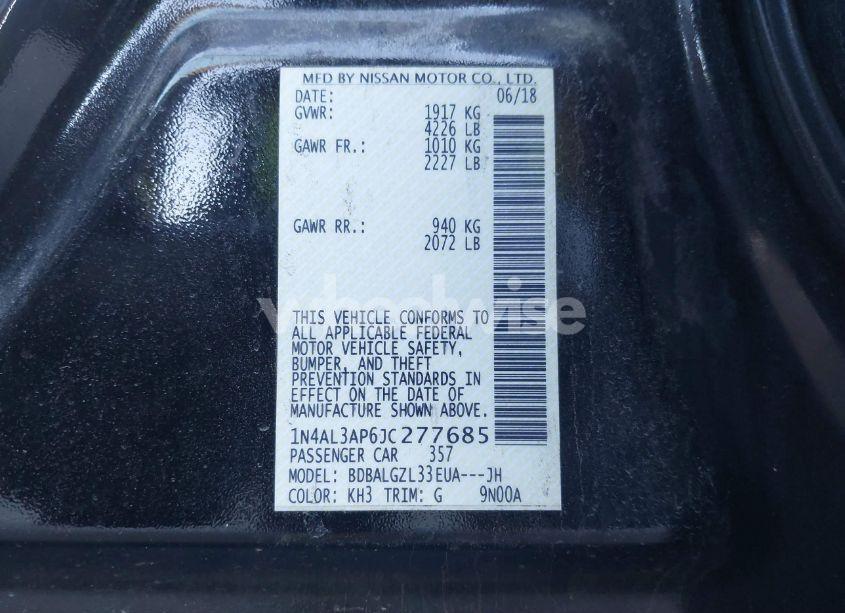 MFD BY NISSAN MOTOR CO., LTD.
DATE: 06/18
GVWR: 1917 KG
4226 LB
GAWR FR.: 1010 KG
2227 LB
GAWR RR.: 940 KG
2072 LB
wheelwise
THIS VEHICLE CONFORMS TO
ALL APPLICABLE FEDERAL
MOTOR VEHICLE SAFETY,
BUMPER, AND THEFT
PREVENTION STANDARDS IN
EFFECT ON THE DATE OF
MANUFACTURE SHOWN ABOVE.
1N4AL3AP6JC277685
PASSENGER CAR 357
MODEL: BDBALGZL33EUA---JH
COLOR: KH3 TRIM: G 9N00A